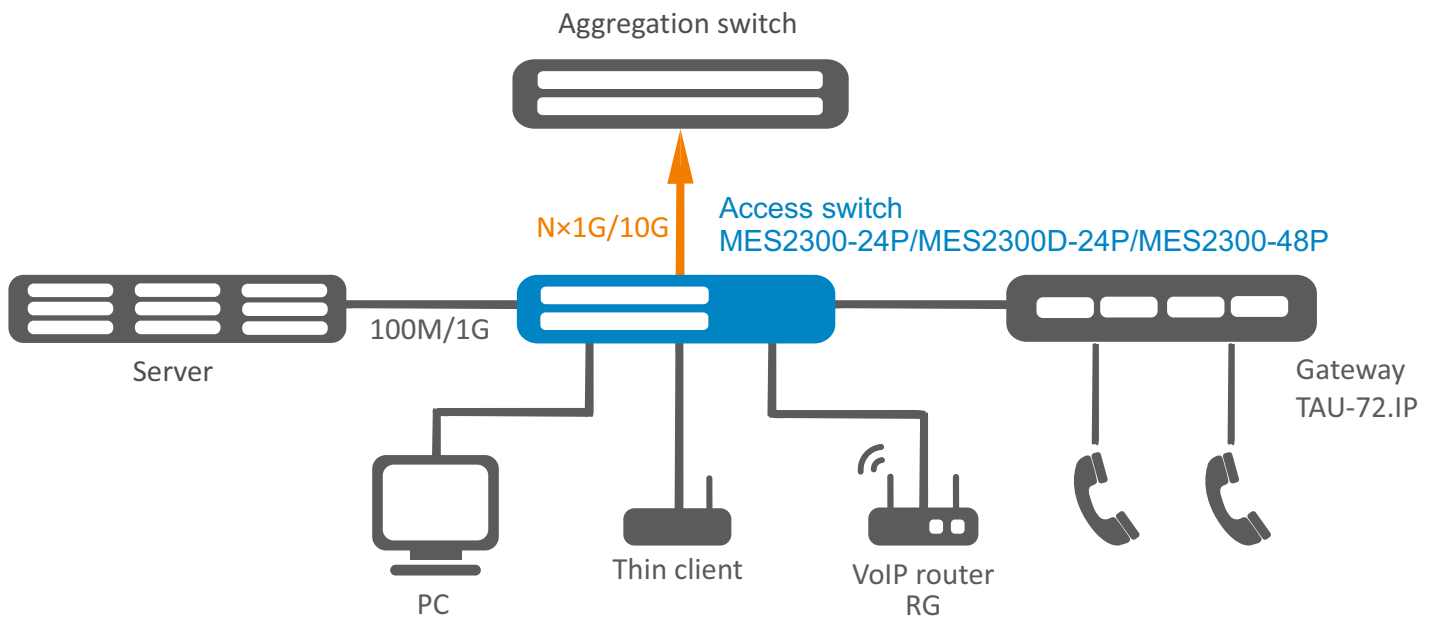 Aggregation switch
N×1G/10G
Access switch
MES2300-24P/MES2300D-24P/MES2300-48P
100M/1G
Server
Gateway
TAU-72.IP
PC
Thin client
VoIP router
RG